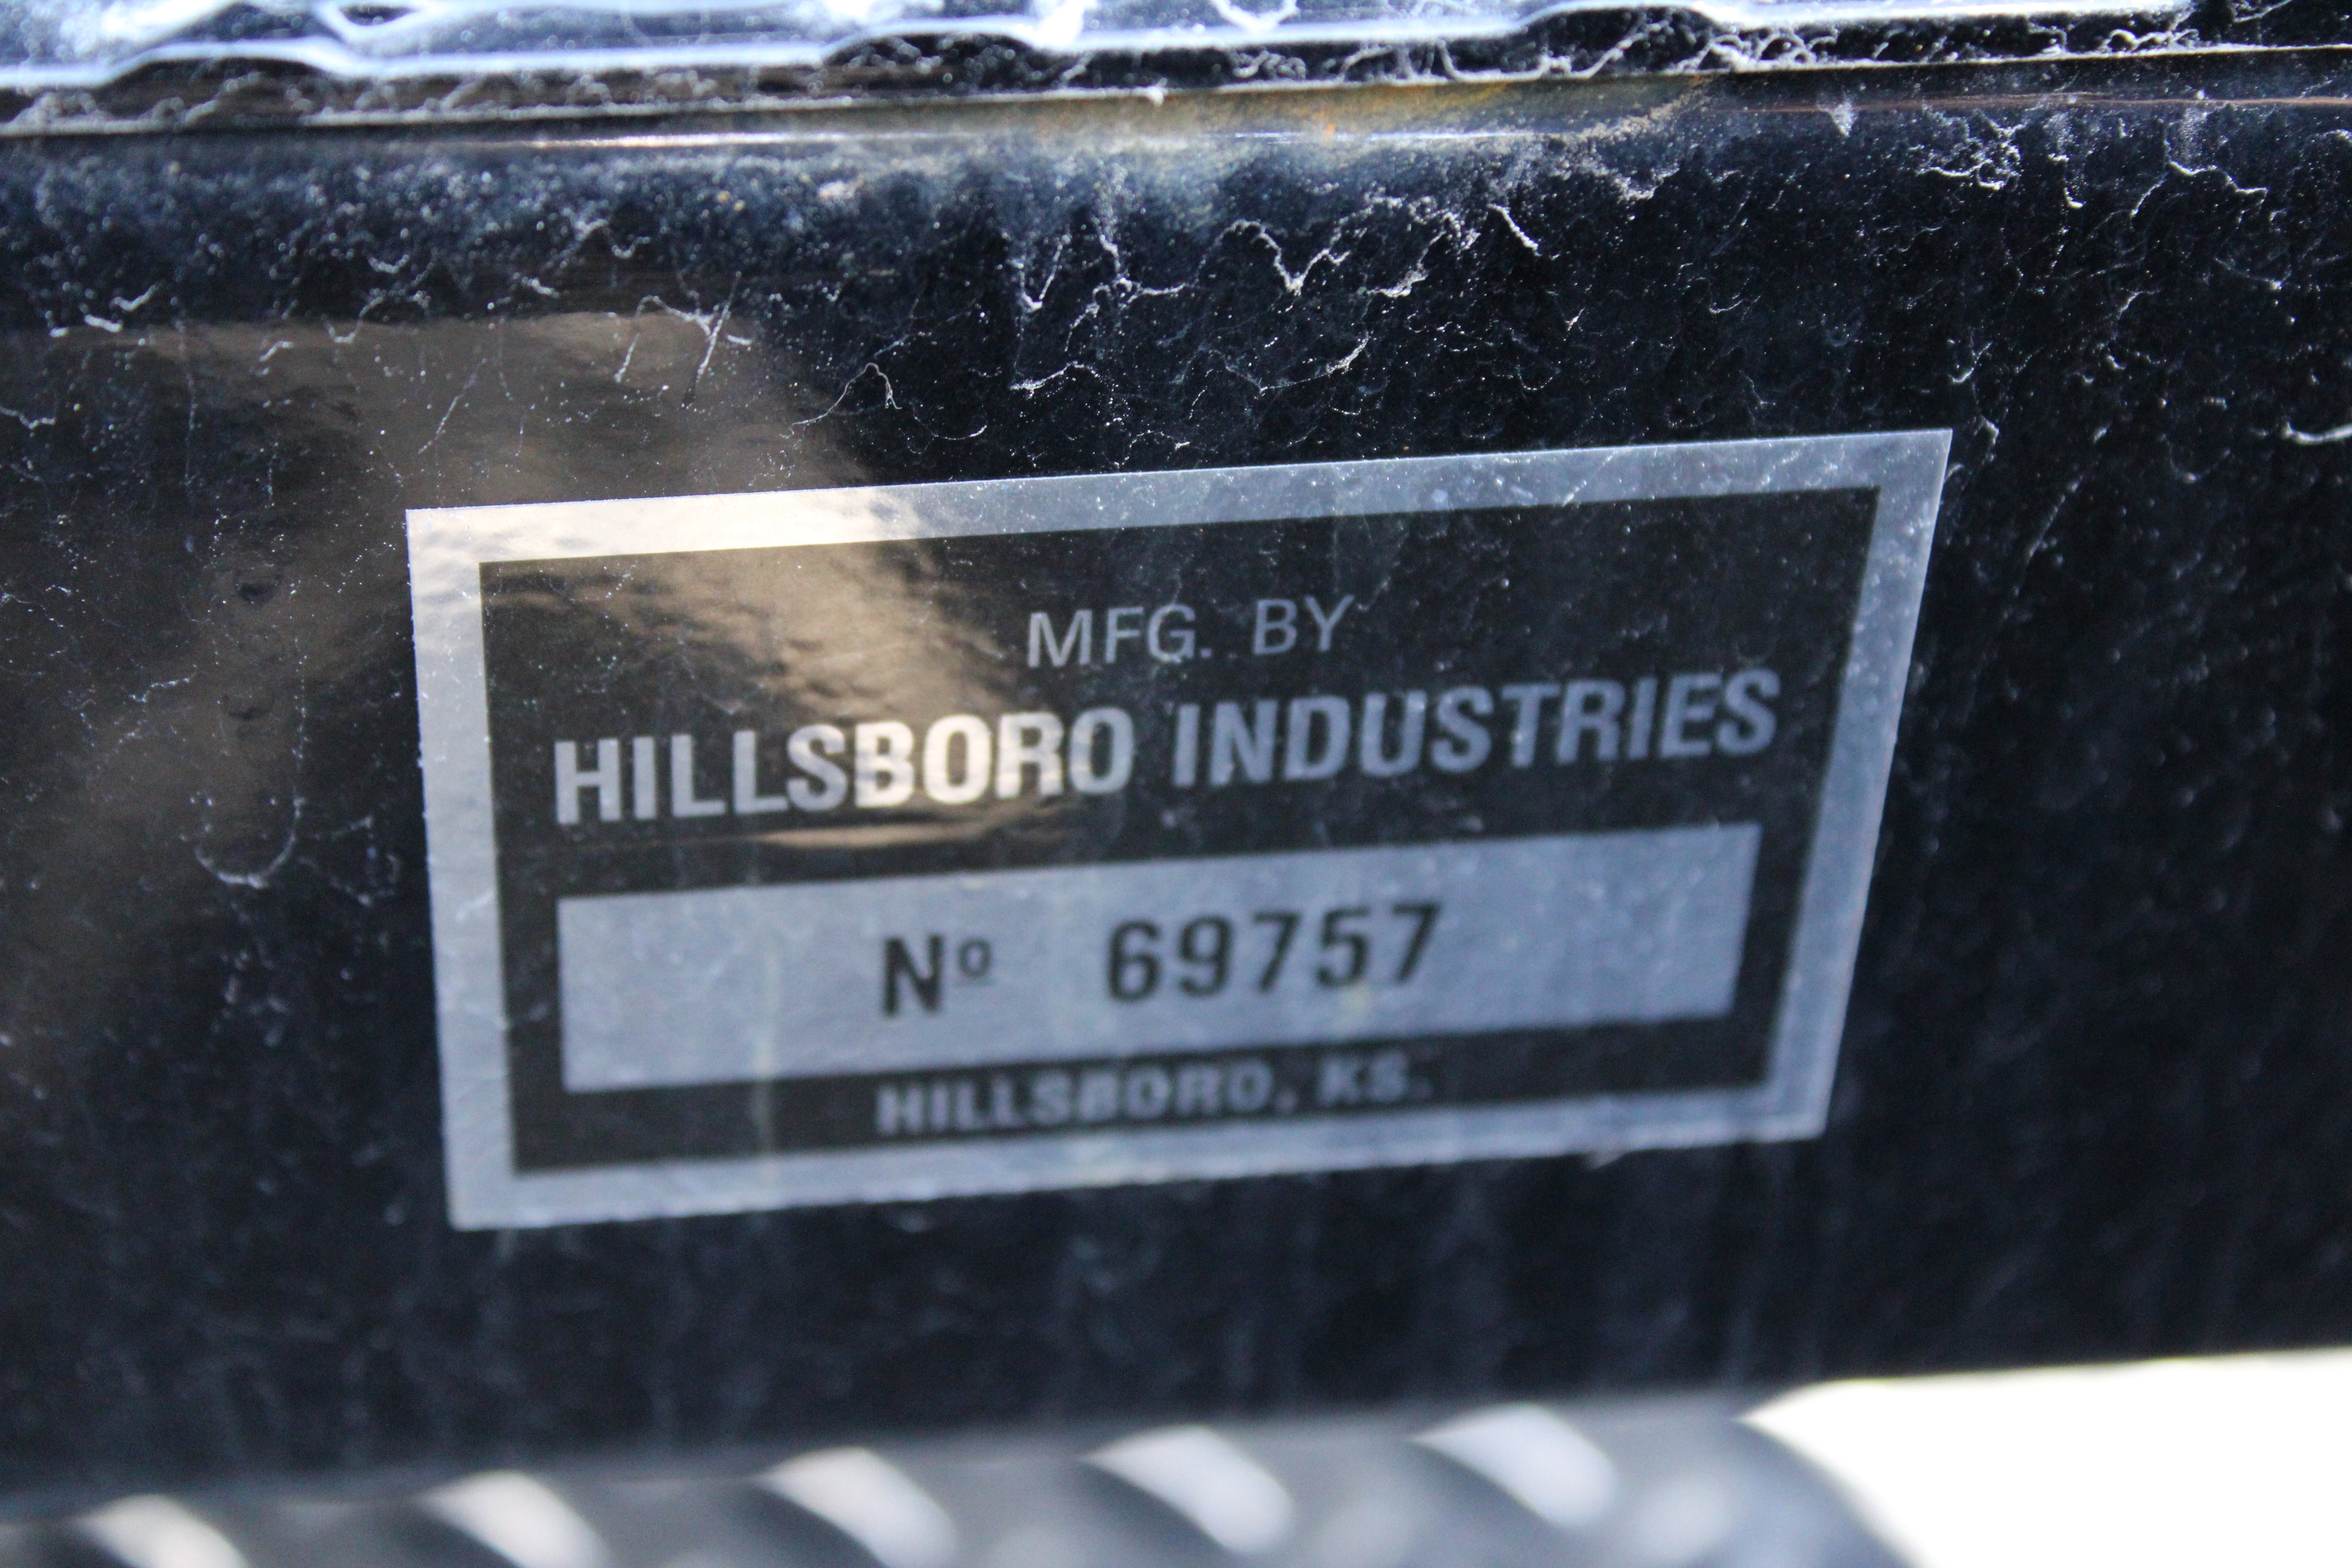 MFG. BY
HILLSBORO INDUSTRIES
Nº 69757
HILLSBORO, KS.